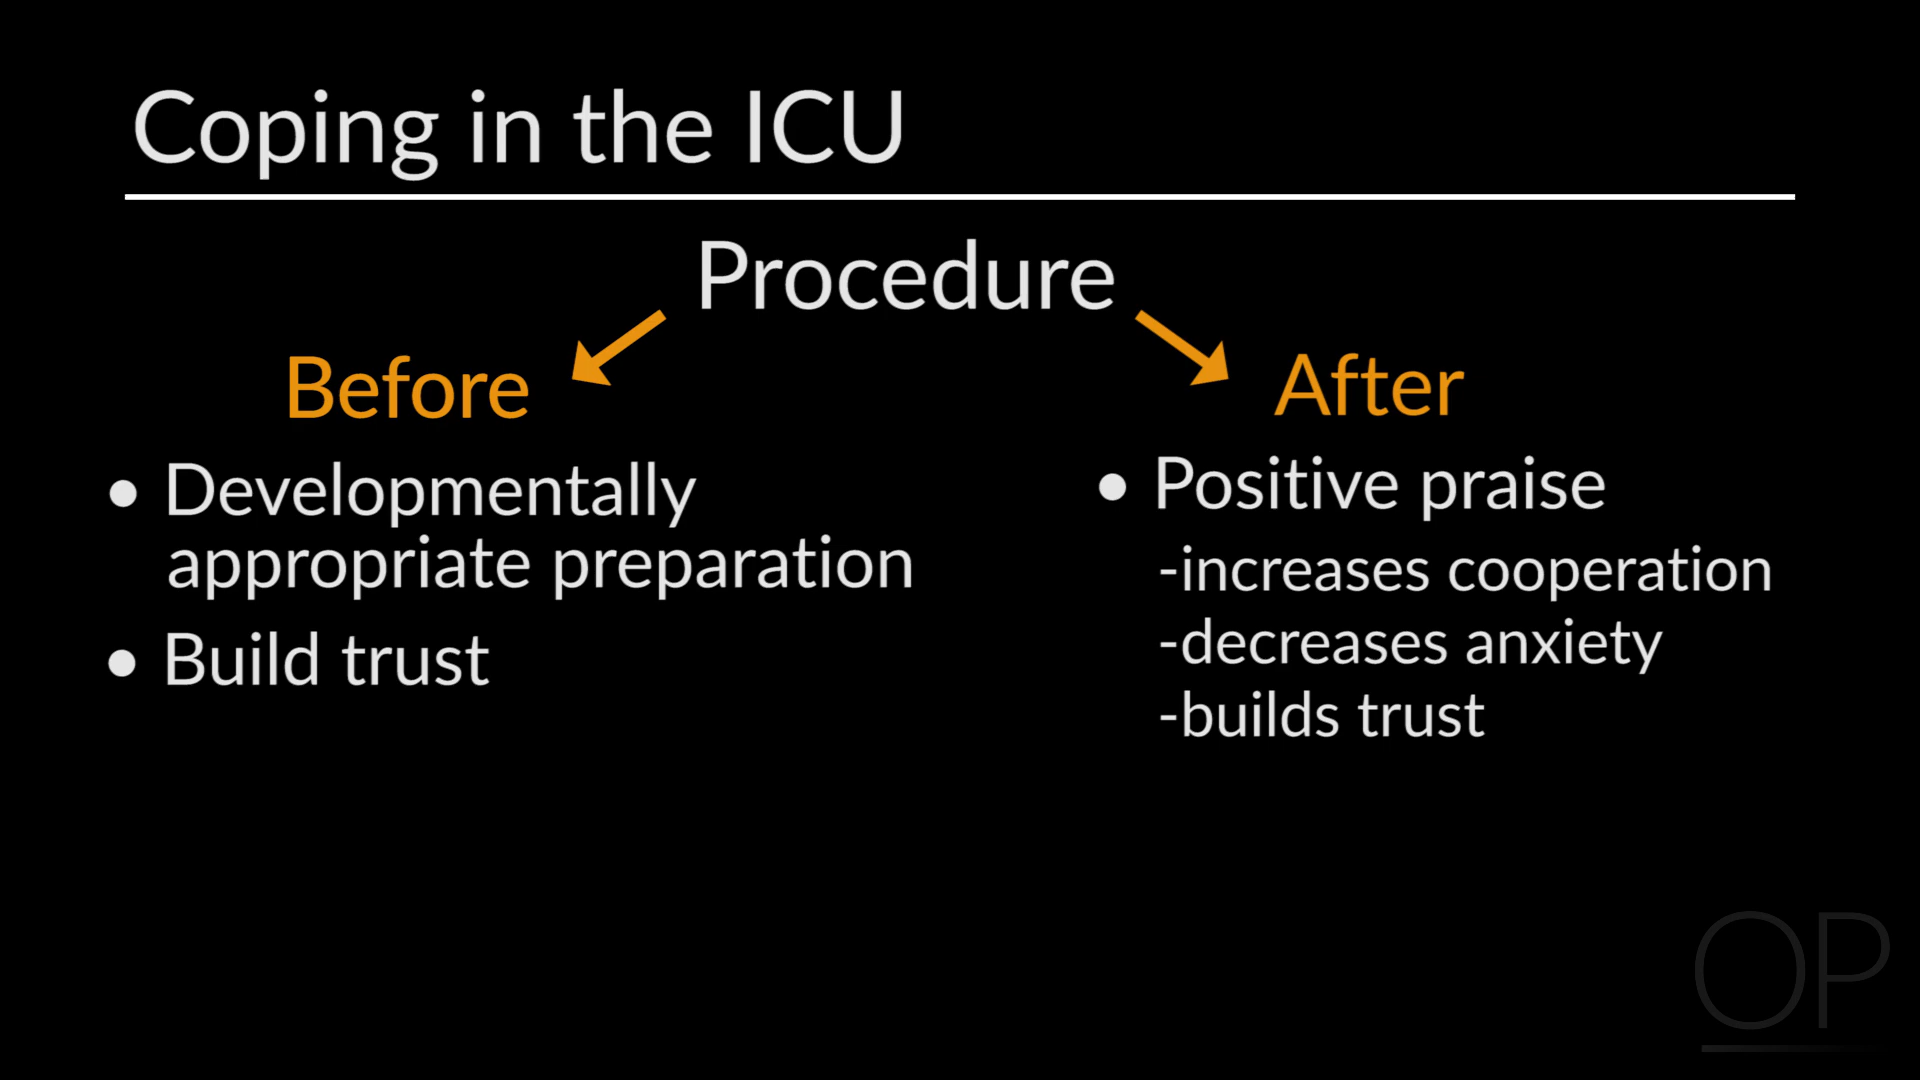 Coping in the ICU
Procedure
Before
• Developmentally
appropriate preparation
• Build trust
After
• Positive praise
-increases cooperation
-decreases anxiety
-builds trust
OP